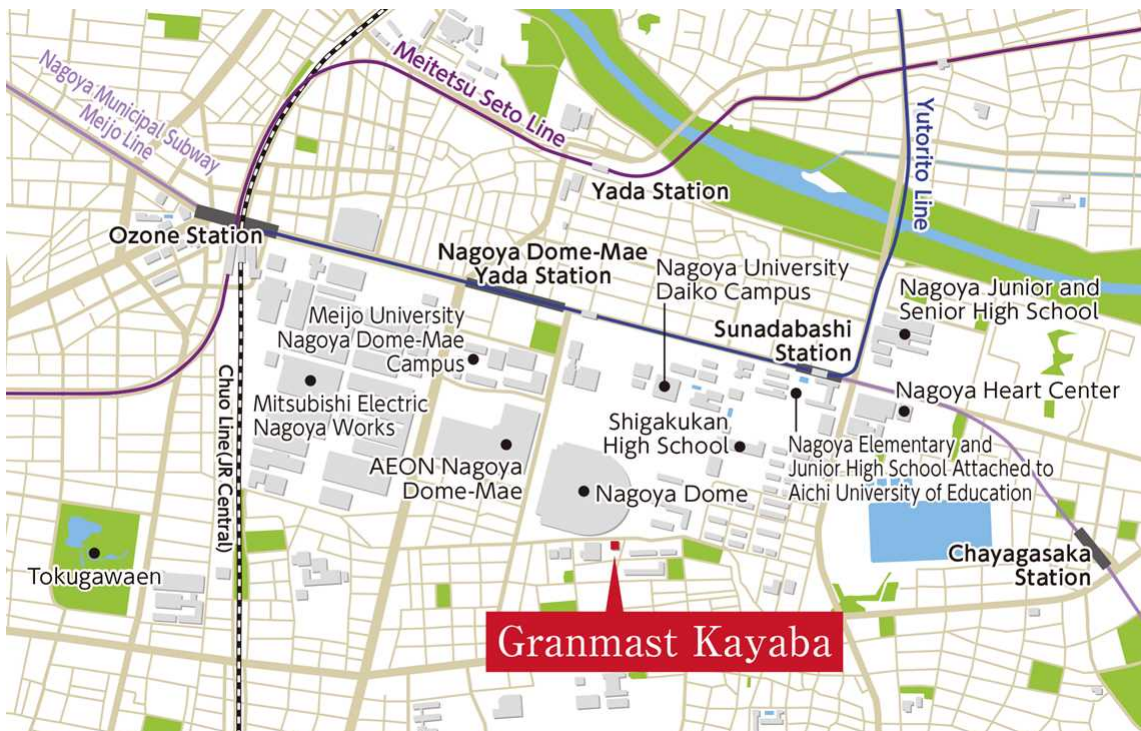 Nagoya Municipal Subway
Meijo Line
Meitetsu Seto Line
Yutorito Line
Yada Station
Ozone Station
Nagoya Dome-Mae
Yada Station
Nagoya University
Daiko Campus
Nagoya Junior and
Senior High School
Meijo University
Nagoya Dome-Mae
Campus
Sunadabashi
Station
Chuo Line(JR Central)
Mitsubishi Electric
Nagoya Works
Nagoya Heart Center
Shigakukan
High School
Nagoya Elementary and
Junior High School Attached to
Aichi University of Education
AEON Nagoya
Dome-Mae
Nagoya Dome
Chayagasaka
Station
Tokugawaen
Granmast Kayaba